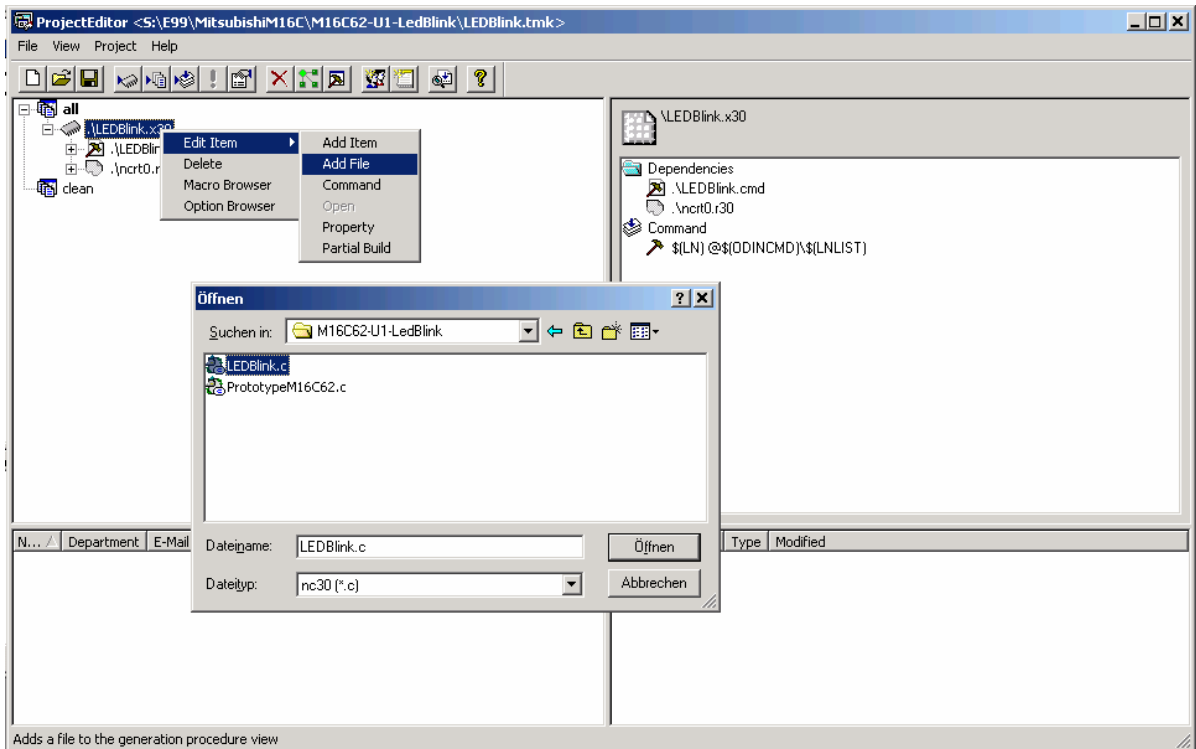 ProjectEditor <S:\E99\MitsubishiM16C\M16C62-U1-LedBlink\LEDBlink.tmk>
File View Project Help
all
.\LEDBlink.x30
.\LEDBlin
.\ncrt0.r
clean
Edit Item
Delete
Macro Browser
Option Browser
Add Item
Add File
Command
Open
Property
Partial Build
\LEDBlink.x30
Dependencies
.\LEDBlink.cmd
.\ncrt0.r30
Command
$(LN) @$(ODINCMD)\$(LNLIST)
Öffnen
Suchen in: M16C62-U1-LedBlink
LEDBlink.c
PrototypeM16C62.c
Dateiname: LEDBlink.c Öffnen
Dateityp: nc30 (*.c) Abbrechen
N... Department E-Mail Type Modified
Adds a file to the generation procedure view